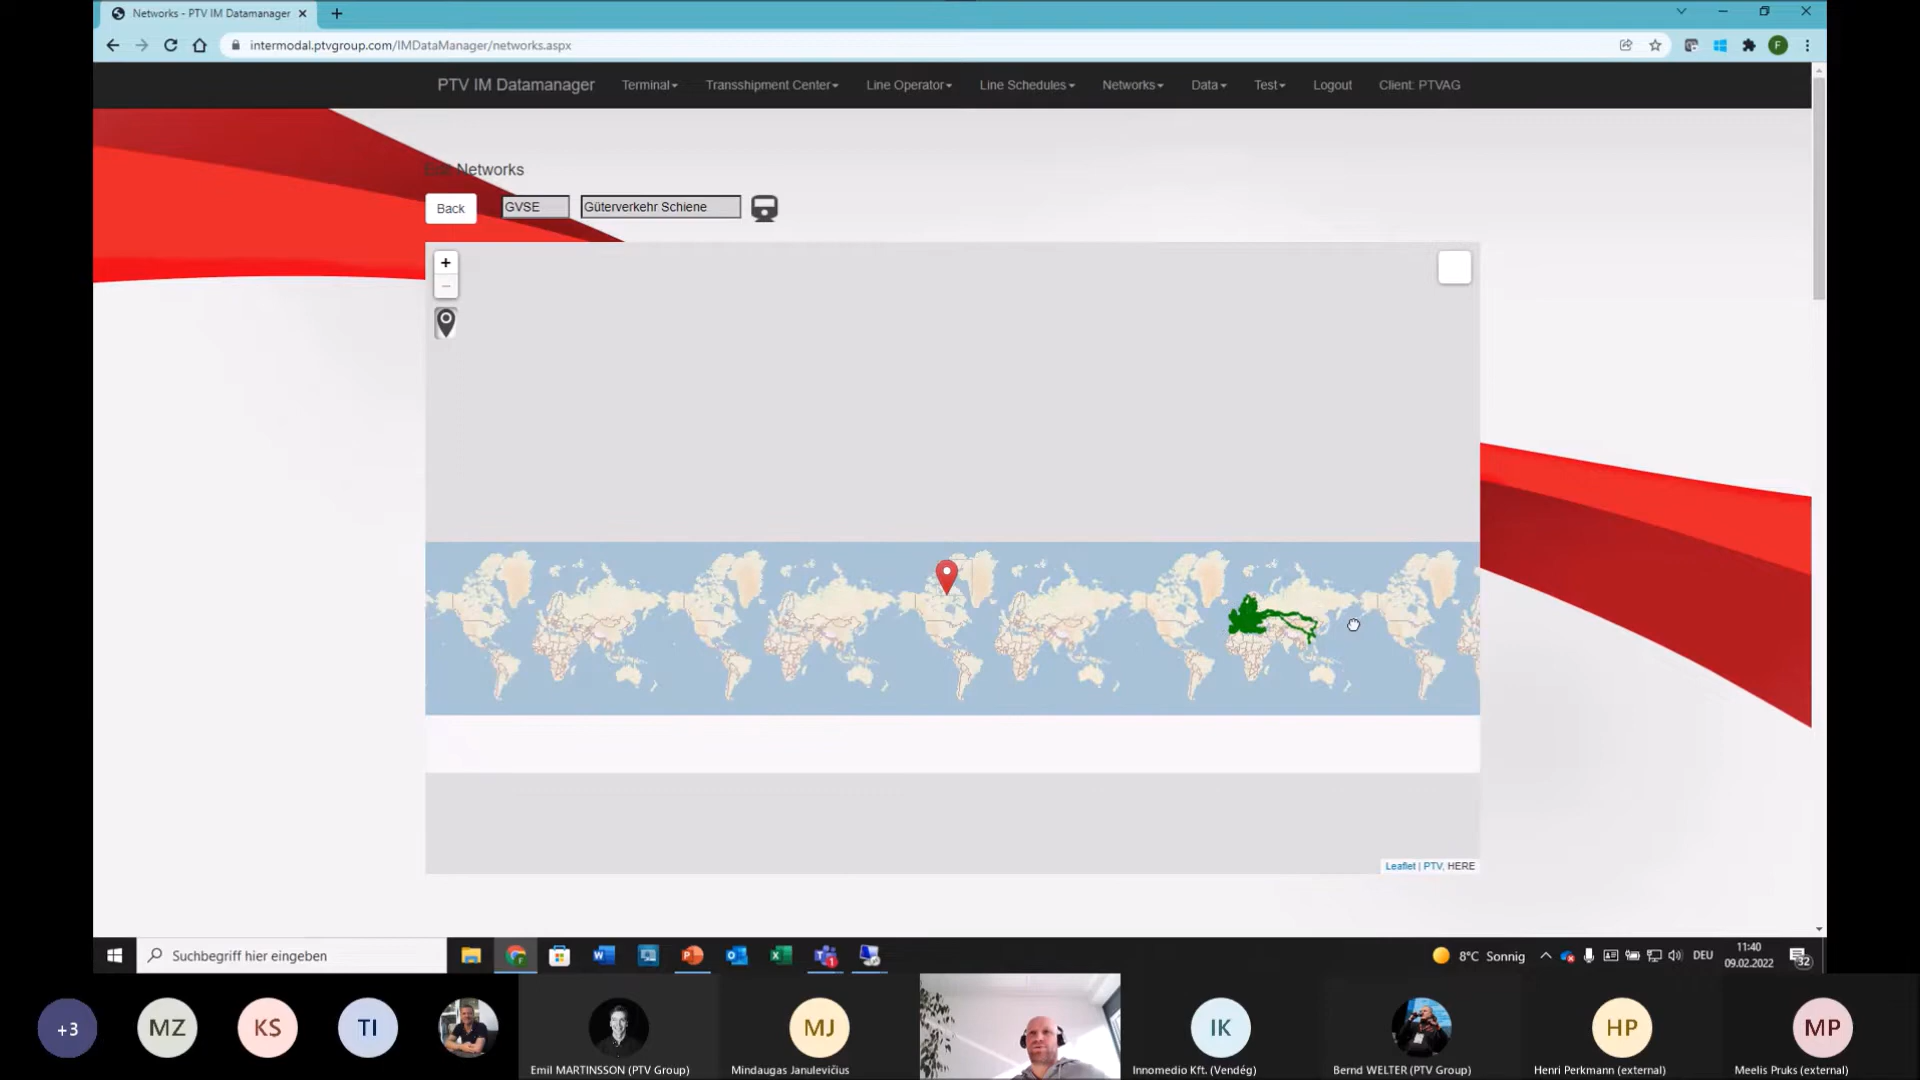 Networks - PTV IM Datamanager
intermodal.ptvgroup.com/IMDataManager/networks.aspx
F
PTV IM Datamanager Terminal Transshipment Center Line Operator Line Schedules Networks Data Test Logout Client: PTVAG
Networks
Back GVSE Güterverkehr Schiene
+
−
Leaflet | PTV, HERE
Suchbegriff hier eingeben
8°C Sonnig
DEU
11:40
09.02.2022
32
+3
MZ
KS
TI
MJ
IK
HP
MP
Emil MARTINSSON (PTV Group)
Mindaugas Janulevičius
Innomedio Kft. (Vendég)
Bernd WELTER (PTV Group)
Henri Perkmann (external)
Meelis Pruks (external)